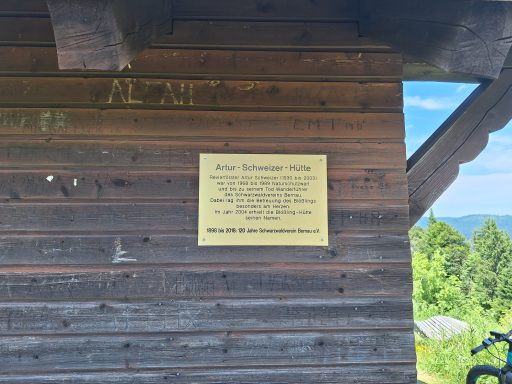 ALFAH
Artur - Schweizer - Hütte
Revierförster Artur Schweizer (1930 bis 2003)
war von 1968 bis 1999 Naturschutzwart
und bis zu seinem Tod Wanderführer
des Schwarzwaldvereins Bernau.
Dabei lag ihm die Betreuung des Blößlings
besonders am Herzen.
Im Jahr 2004 erhielt die Blößling-Hütte
seinen Namen.
1896 bis 2016: 120 Jahre Schwarzwaldverein Bernau e.V.